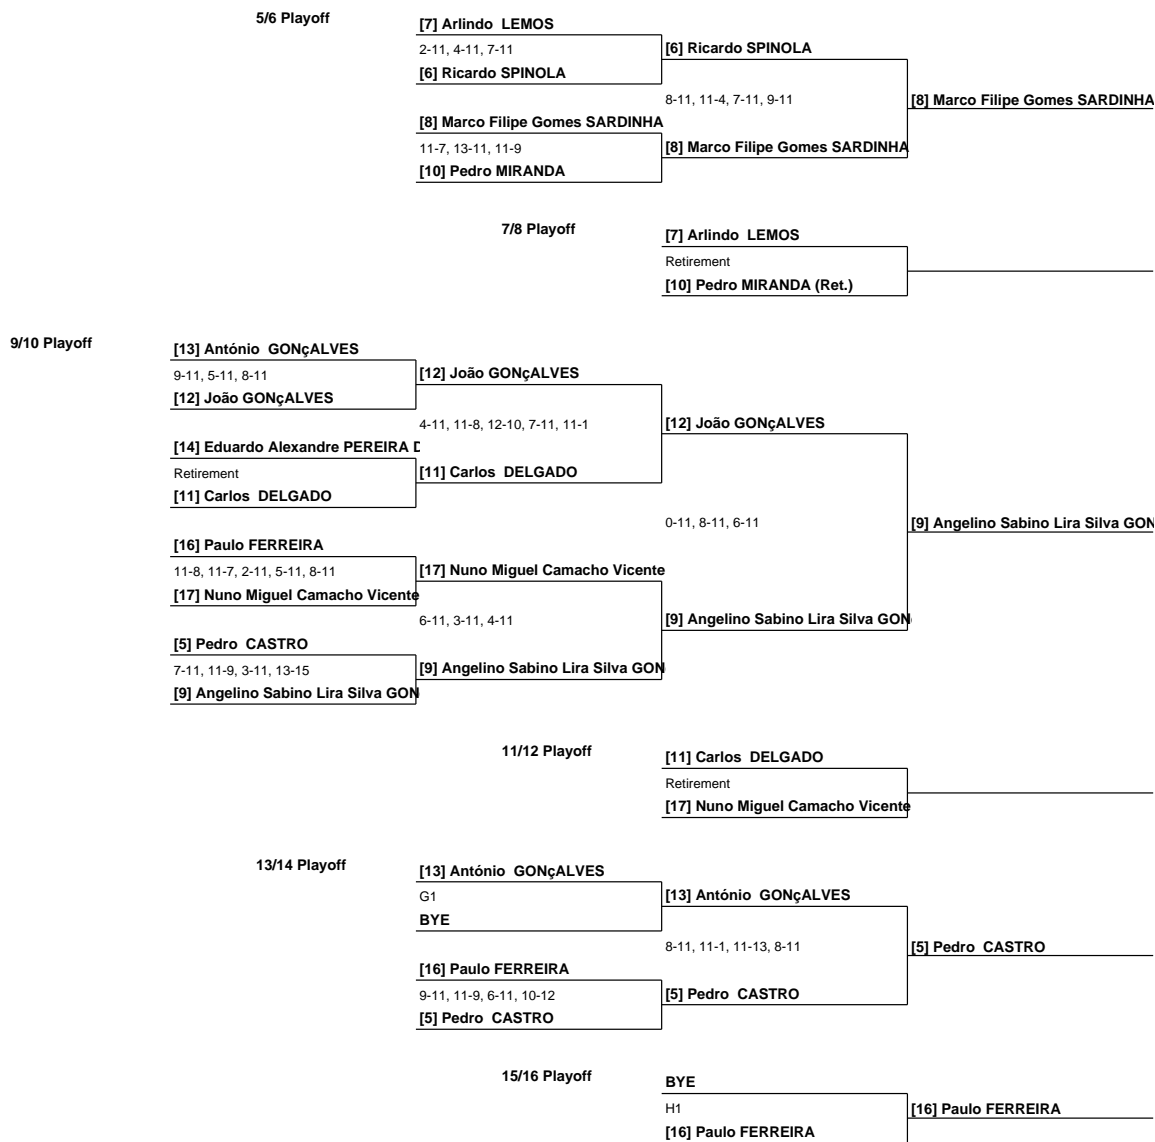 5/6 Playoff
[7] Arlindo LEMOS
2-11, 4-11, 7-11
[6] Ricardo SPINOLA
[6] Ricardo SPINOLA
8-11, 11-4, 7-11, 9-11
[8] Marco Filipe Gomes SARDINHA
[8] Marco Filipe Gomes SARDINHA
11-7, 13-11, 11-9
[8] Marco Filipe Gomes SARDINHA
[10] Pedro MIRANDA
7/8 Playoff
[7] Arlindo LEMOS
Retirement
[10] Pedro MIRANDA (Ret.)
9/10 Playoff
[13] António GONçALVES
9-11, 5-11, 8-11
[12] João GONçALVES
[12] João GONçALVES
4-11, 11-8, 12-10, 7-11, 11-1
[12] João GONçALVES
[14] Eduardo Alexandre PEREIRA D
Retirement
[11] Carlos DELGADO
[11] Carlos DELGADO
0-11, 8-11, 6-11
[9] Angelino Sabino Lira Silva GON
[16] Paulo FERREIRA
11-8, 11-7, 2-11, 5-11, 8-11
[17] Nuno Miguel Camacho Vicente
[17] Nuno Miguel Camacho Vicente
6-11, 3-11, 4-11
[9] Angelino Sabino Lira Silva GON
[5] Pedro CASTRO
7-11, 11-9, 3-11, 13-15
[9] Angelino Sabino Lira Silva GON
[9] Angelino Sabino Lira Silva GON
11/12 Playoff
[11] Carlos DELGADO
Retirement
[17] Nuno Miguel Camacho Vicente
13/14 Playoff
[13] António GONçALVES
G1
[13] António GONçALVES
BYE
8-11, 11-1, 11-13, 8-11
[5] Pedro CASTRO
[16] Paulo FERREIRA
9-11, 11-9, 6-11, 10-12
[5] Pedro CASTRO
[5] Pedro CASTRO
15/16 Playoff
BYE
H1
[16] Paulo FERREIRA
[16] Paulo FERREIRA